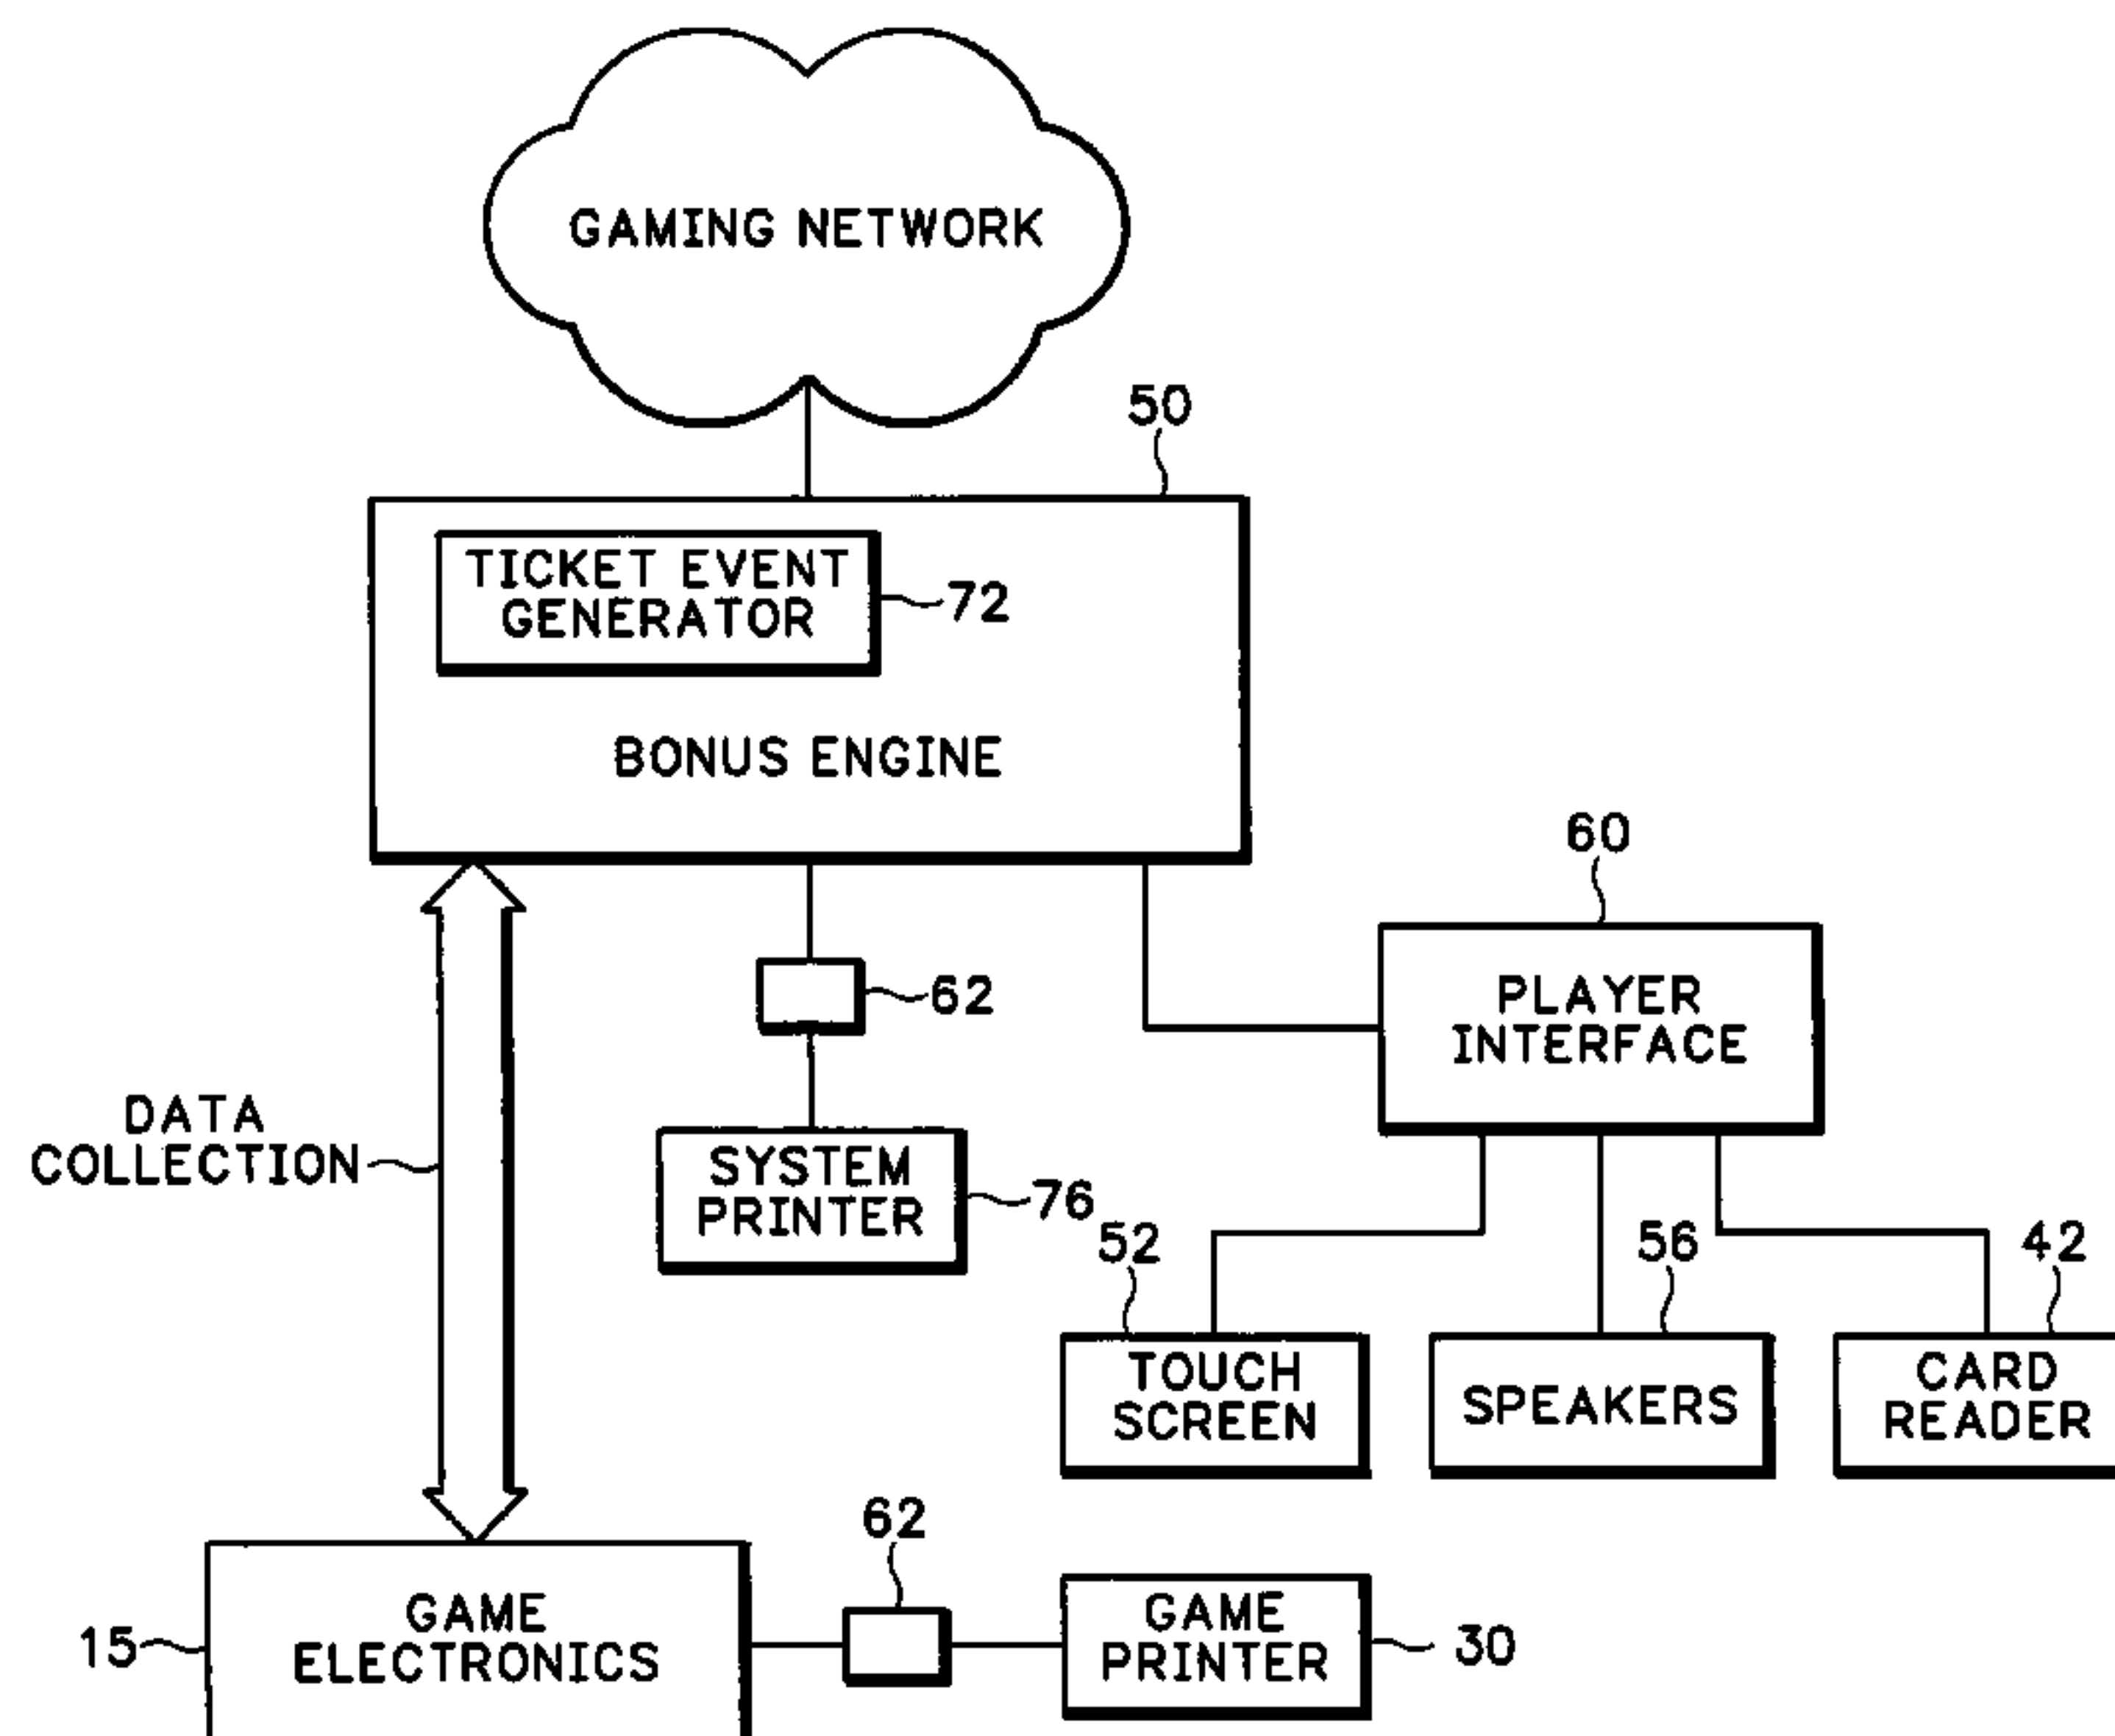 GAMING NETWORK
50
TICKET EVENT
GENERATOR
72
BONUS ENGINE
60
PLAYER
INTERFACE
62
DATA
COLLECTION
SYSTEM
PRINTER
76
52
56
42
TOUCH
SCREEN
SPEAKERS
CARD
READER
62
GAME
ELECTRONICS
15
GAME
PRINTER
30